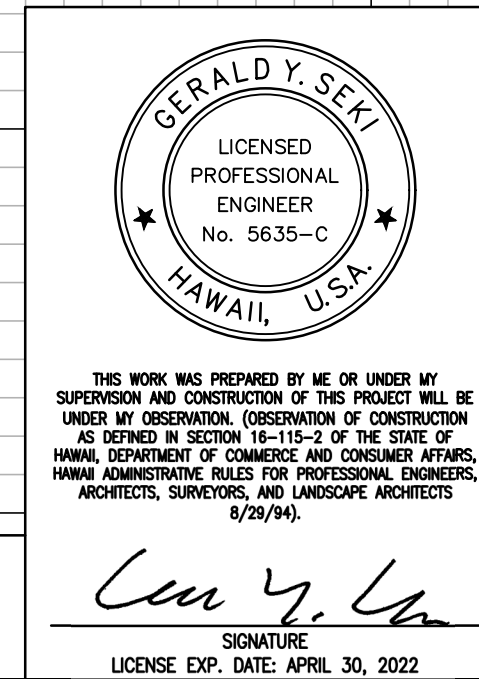 GERALD Y. SEKI
LICENSED
PROFESSIONAL
ENGINEER
No. 5635-C
HAWAII, U.S.A.
THIS WORK WAS PREPARED BY ME OR UNDER MY
SUPERVISION AND CONSTRUCTION OF THIS PROJECT WILL BE
UNDER MY OBSERVATION. (OBSERVATION OF CONSTRUCTION
AS DEFINED IN SECTION 16-115-2 OF THE STATE OF
HAWAII, DEPARTMENT OF COMMERCE AND CONSUMER AFFAIRS,
HAWAII ADMINISTRATIVE RULES FOR PROFESSIONAL ENGINEERS,
ARCHITECTS, SURVEYORS, AND LANDSCAPE ARCHITECTS
8/29/94).
SIGNATURE
LICENSE EXP. DATE: APRIL 30, 2022